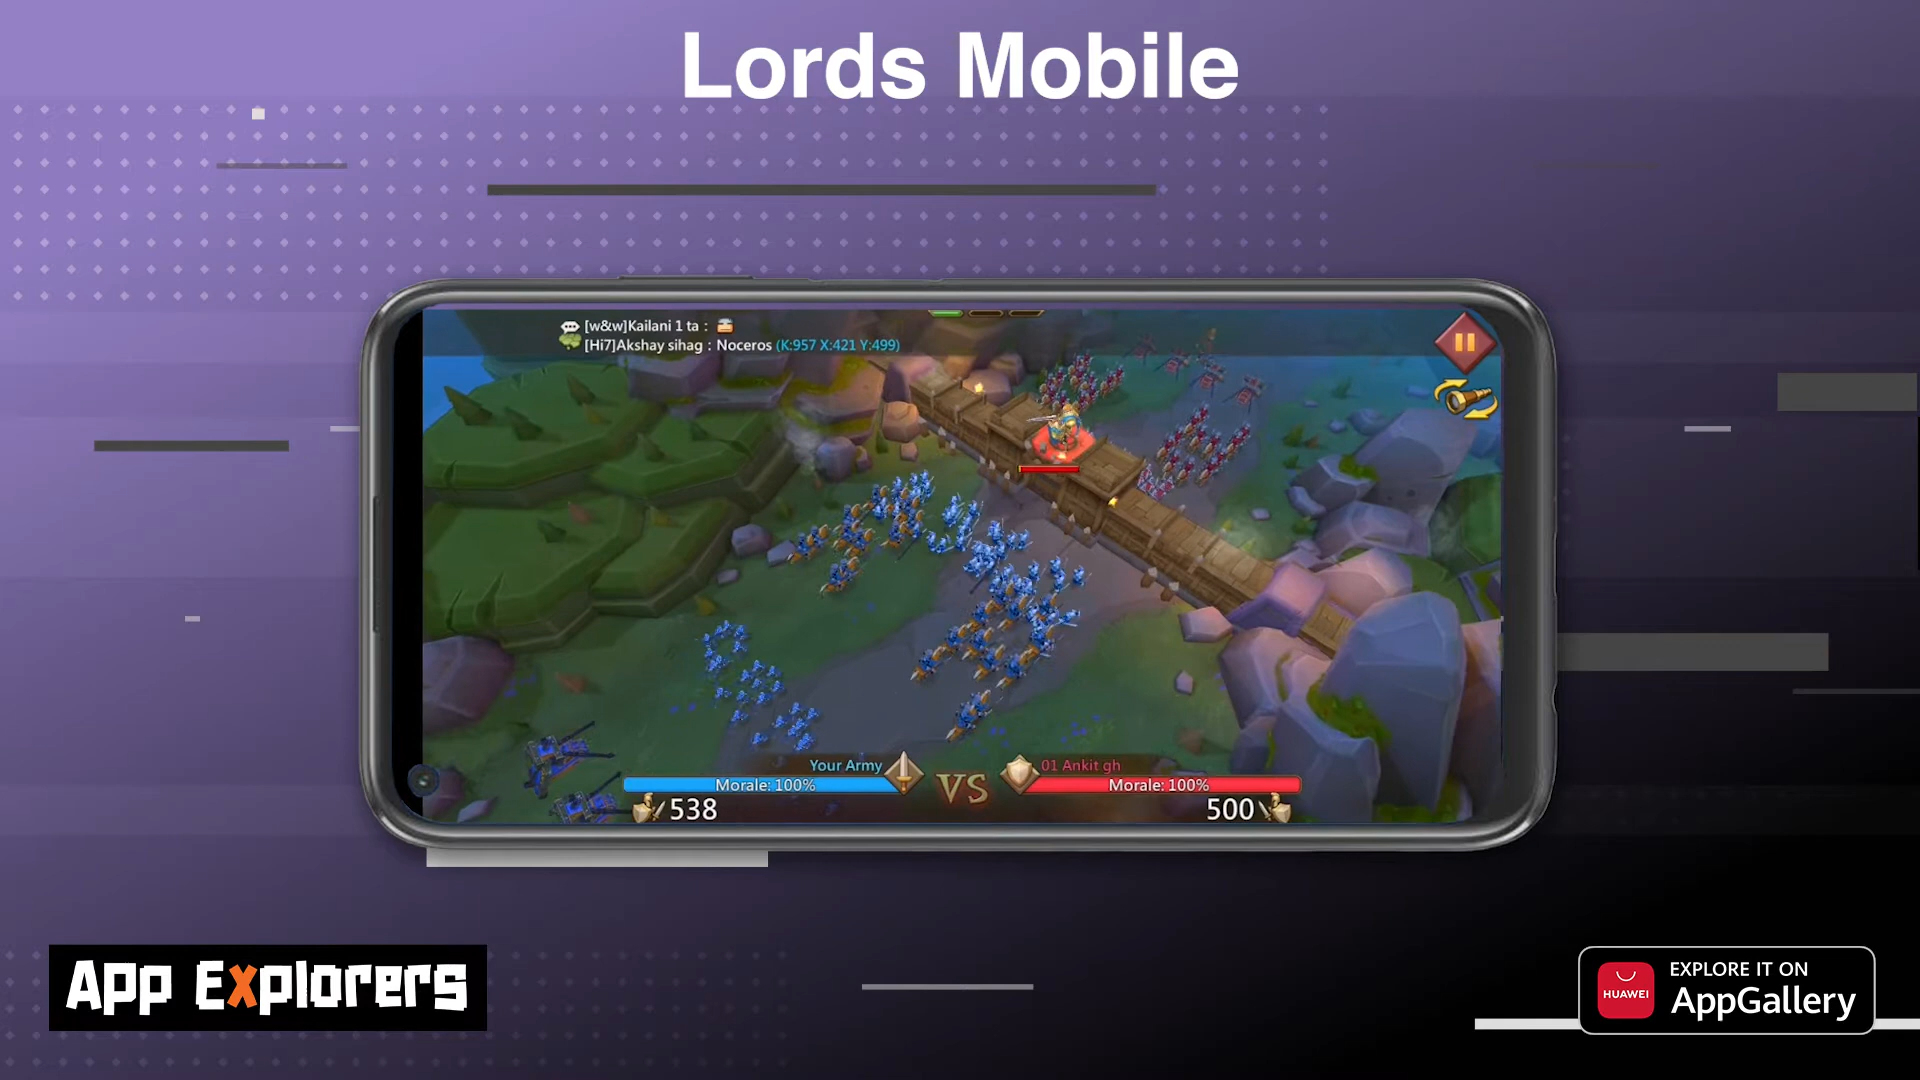 Lords Mobile
[w&w]Kailani 1 ta :
[Hi7]Akshay sihag : Noceros (K:957 X:421 Y:499)
Your Army
VS
01 Ankit gh
Morale: 100%
Morale: 100%
538
500
App Explorers
HUAWEI
EXPLORE IT ON
AppGallery